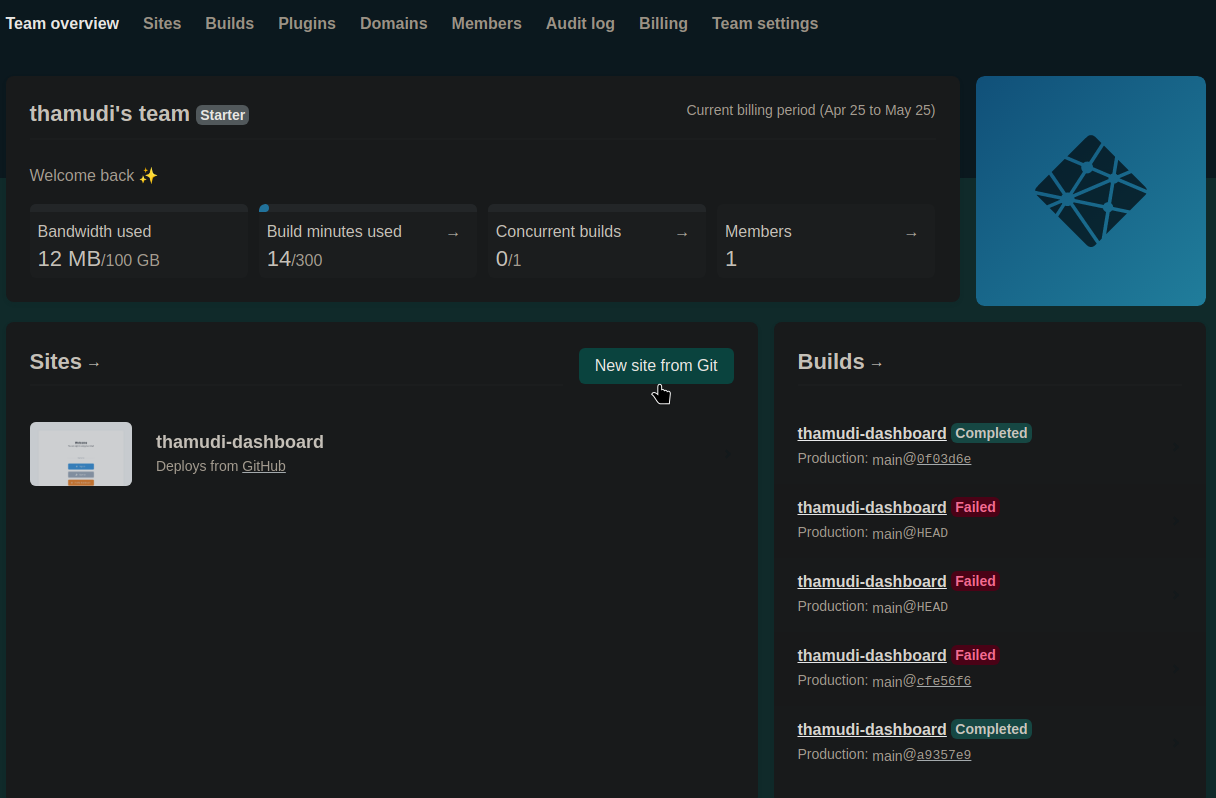 Team overview Sites Builds Plugins Domains Members Audit log Billing Team settings
thamudi's team Starter
Current billing period (Apr 25 to May 25)
Welcome back ✨
Bandwidth used
12 MB/100 GB
Build minutes used →
14/300
Concurrent builds →
0/1
Members →
1
Sites →
New site from Git
thamudi-dashboard
Deploys from GitHub
Builds →
thamudi-dashboard Completed
Production: main@0f03d6e
thamudi-dashboard Failed
Production: main@HEAD
thamudi-dashboard Failed
Production: main@HEAD
thamudi-dashboard Failed
Production: main@cfe56f6
thamudi-dashboard Completed
Production: main@a9357e9